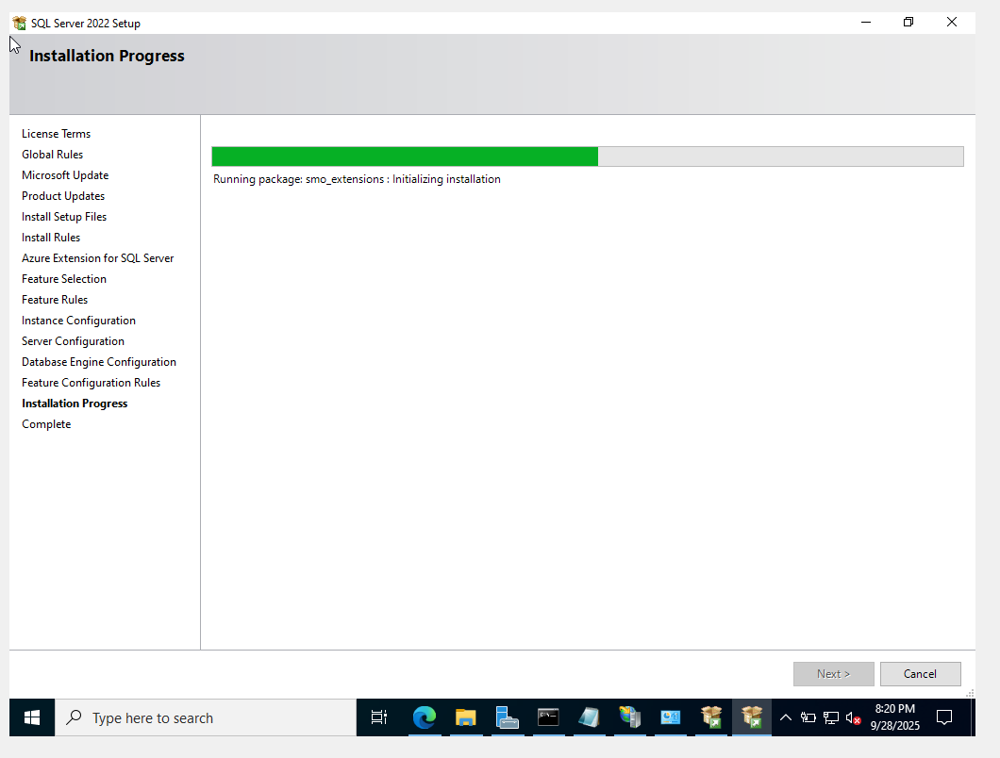 SQL Server 2022 Setup
Installation Progress
License Terms
Global Rules
Microsoft Update
Product Updates
Install Setup Files
Install Rules
Azure Extension for SQL Server
Feature Selection
Feature Rules
Instance Configuration
Server Configuration
Database Engine Configuration
Feature Configuration Rules
Installation Progress
Complete
Running package: smo_extensions : Initializing installation
Next >
Cancel
Type here to search
8:20 PM
9/28/2025